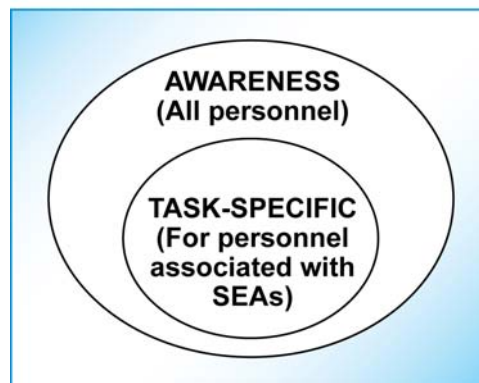 AWARENESS
(All personnel)
TASK-SPECIFIC
(For personnel
associated with
SEAs)